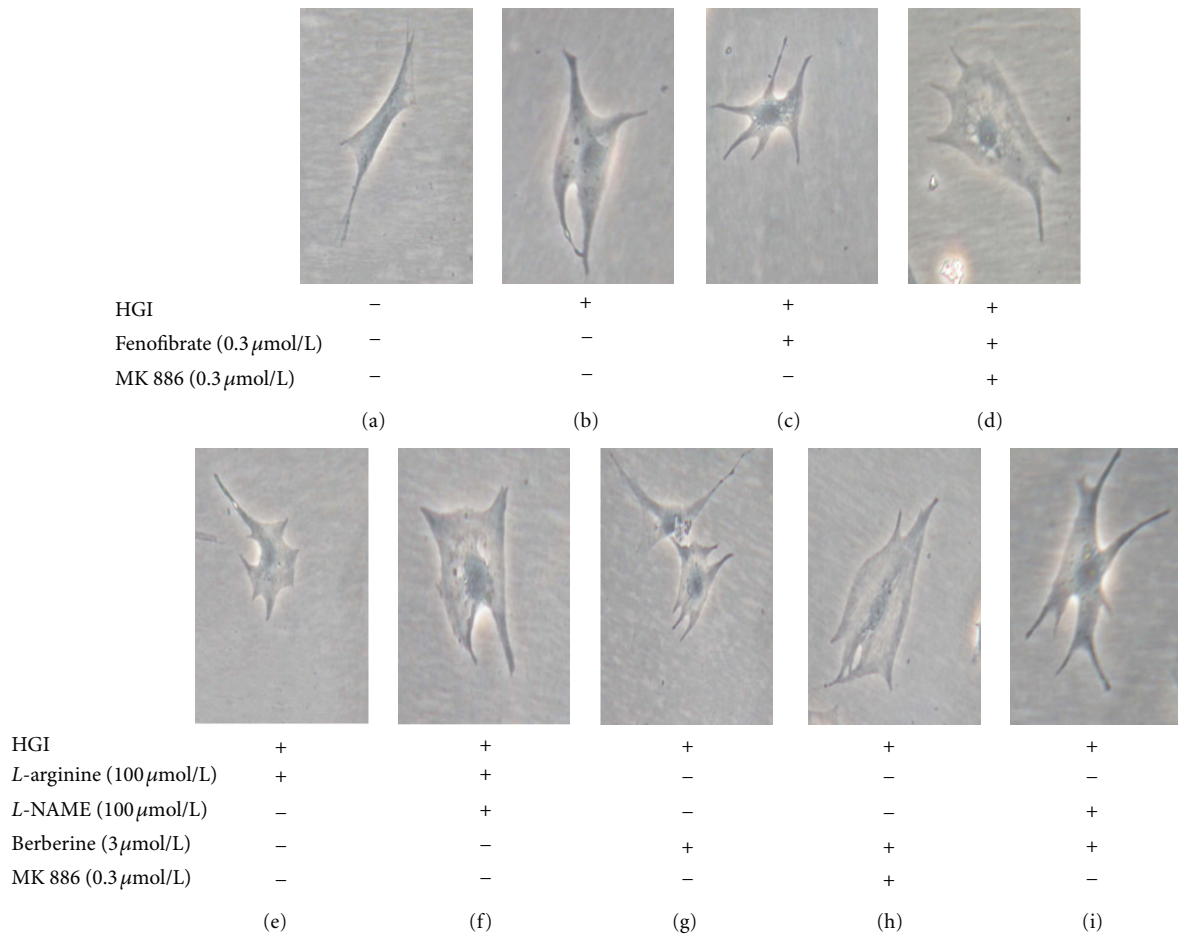 HGI − + + +
Fenofibrate (0.3 μmol/L) − − + +
MK 886 (0.3 μmol/L) − − − +
(a) (b) (c) (d)
HGI + + + + +
L-arginine (100 μmol/L) + + − − −
L-NAME (100 μmol/L) − + − − +
Berberine (3 μmol/L) − − + + +
MK 886 (0.3 μmol/L) − − − + −
(e) (f) (g) (h) (i)